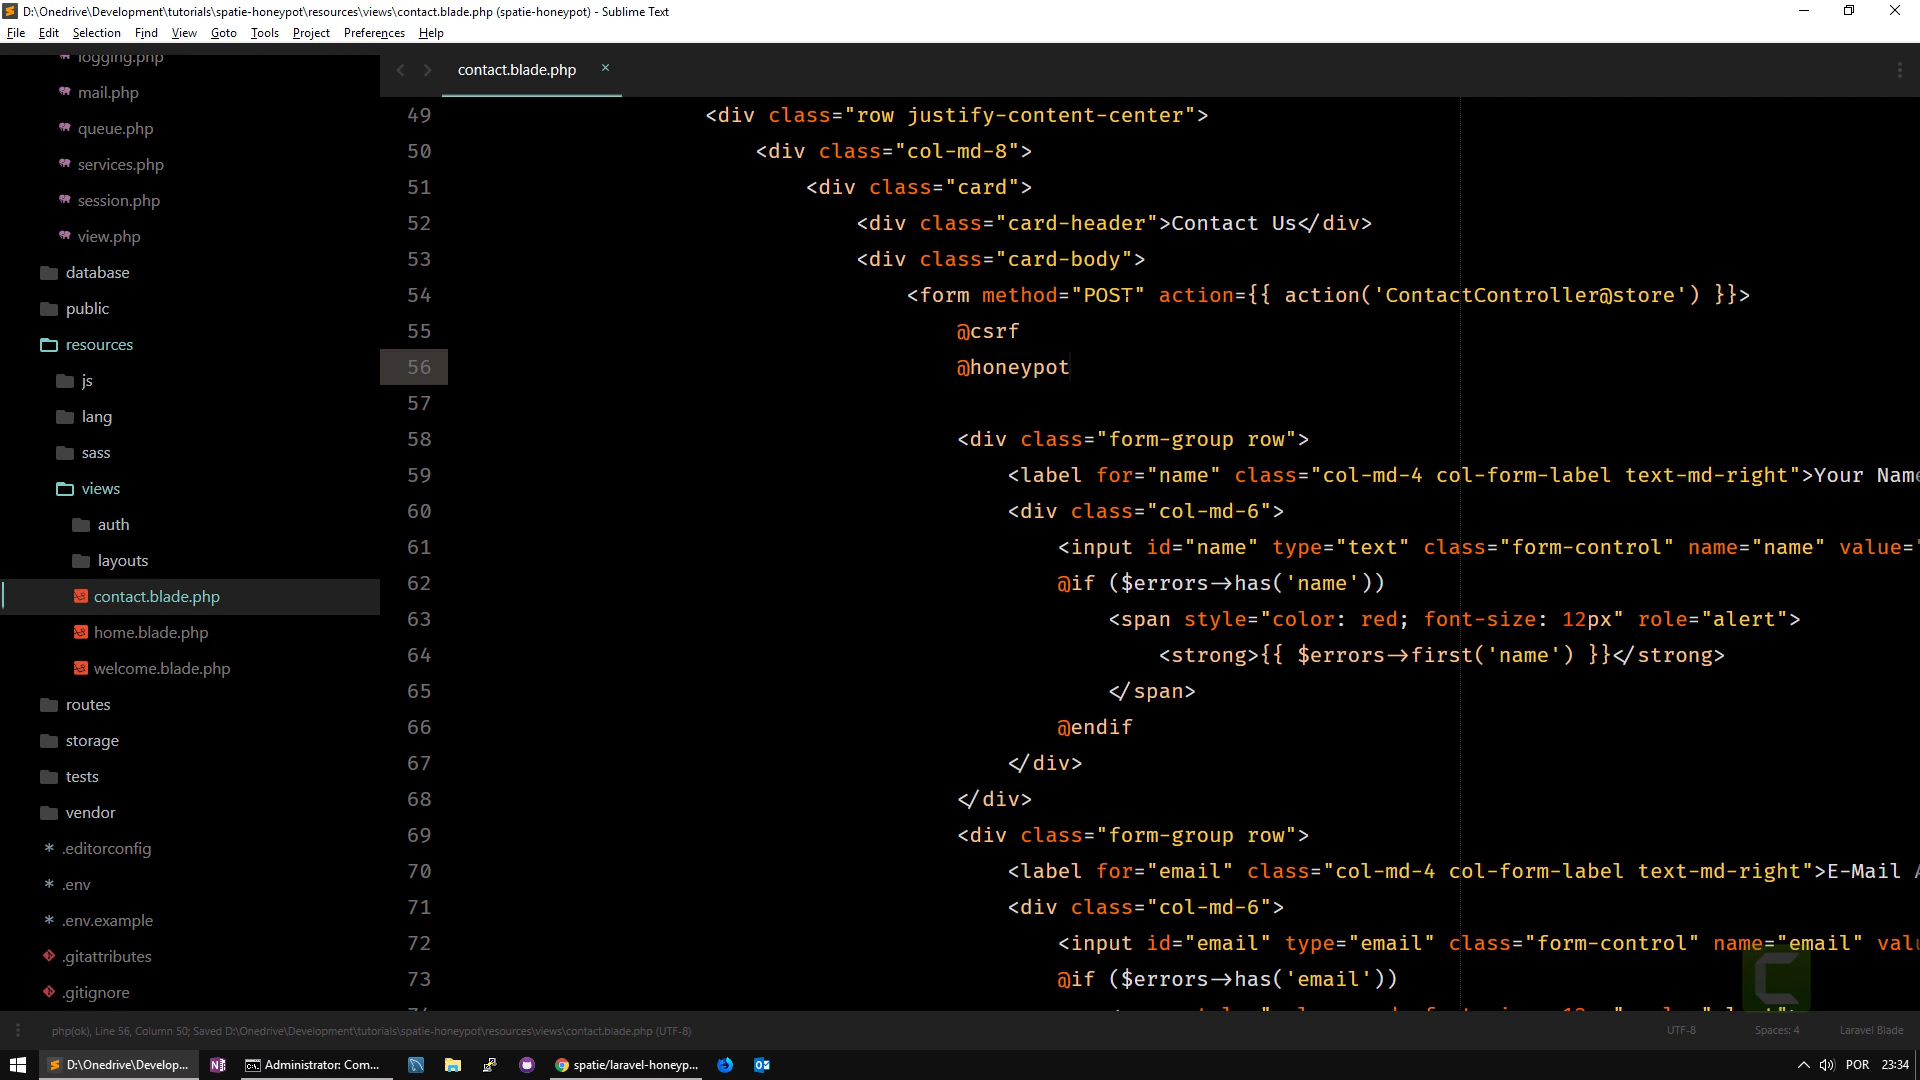 D:\Onedrive\Development\tutorials\spatie-honeypot\resources\views\contact.blade.php (spatie-honeypot) - Sublime Text
File Edit Selection Find View Goto Tools Project Preferences Help
logging.php
mail.php
queue.php
services.php
session.php
view.php
database
public
resources
js
lang
sass
views
auth
layouts
contact.blade.php
home.blade.php
welcome.blade.php
routes
storage
tests
vendor
.editorconfig
.env
.env.example
.gitattributes
.gitignore
contact.blade.php
49 <div class="row justify-content-center">
50 <div class="col-md-8">
51 <div class="card">
52 <div class="card-header">Contact Us</div>
53 <div class="card-body">
54 <form method="POST" action={{ action('ContactController@store') }}>
55 @csrf
56 @honeypot
57
58 <div class="form-group row">
59 <label for="name" class="col-md-4 col-form-label text-md-right">Your Name
60 <div class="col-md-6">
61 <input id="name" type="text" class="form-control" name="name" value="
62 @if ($errors->has('name'))
63 <span style="color: red; font-size: 12px" role="alert">
64 <strong>{{ $errors->first('name') }}</strong>
65 </span>
66 @endif
67 </div>
68 </div>
69 <div class="form-group row">
70 <label for="email" class="col-md-4 col-form-label text-md-right">E-Mail A
71 <div class="col-md-6">
72 <input id="email" type="email" class="form-control" name="email" valu
73 @if ($errors->has('email'))
php(ok), Line 56, Column 50; Saved D:\Onedrive\Development\tutorials\spatie-honeypot\resources\views\contact.blade.php (UTF-8)
UTF-8 Spaces: 4 Laravel Blade
D:\Onedrive\Develop... Administrator: Com... spatie/laravel-honeyp... POR 23:34